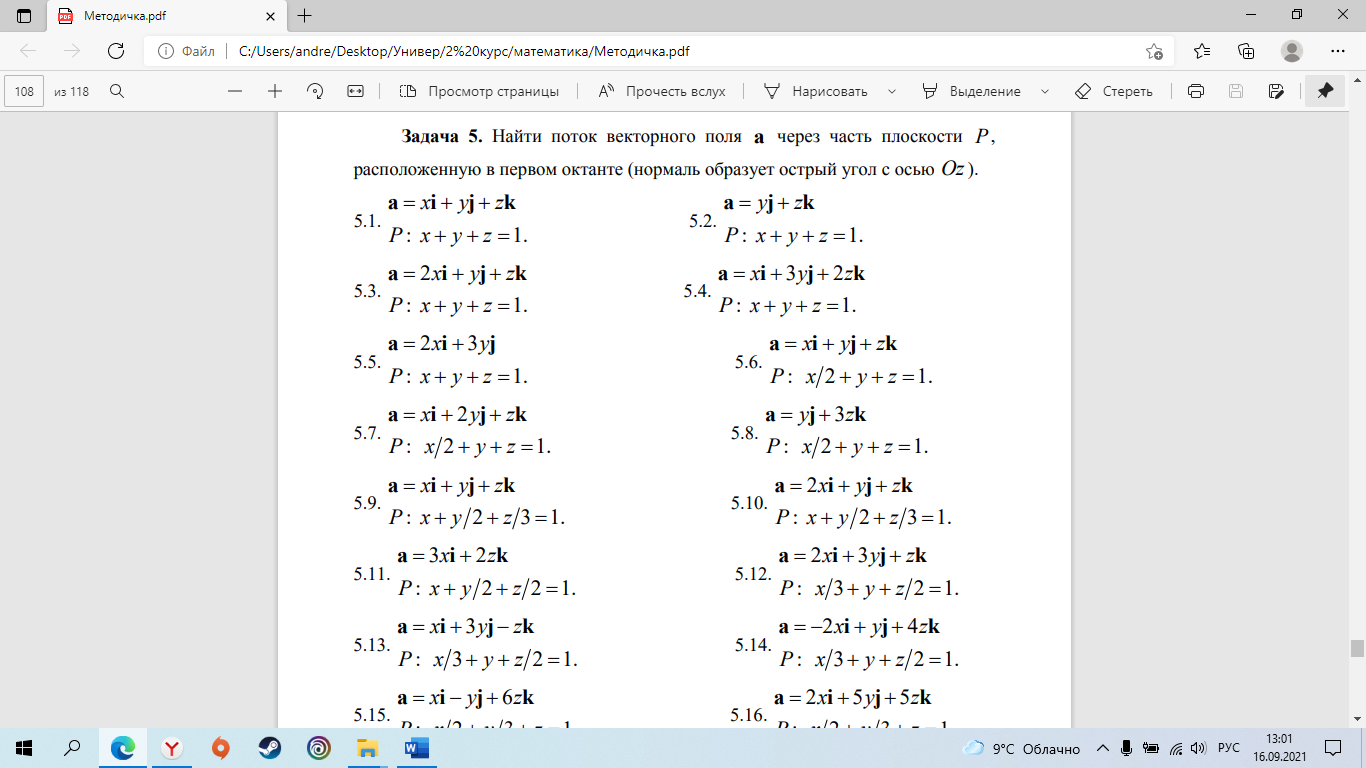 Методичка.pdf
Файл C:/Users/andre/Desktop/Универ/2%20курс/математика/Методичка.pdf
108 из 118 Просмотр страницы Прочесть вслух Нарисовать Выделение Стереть
Задача 5. Найти поток векторного поля a через часть плоскости P,
расположенную в первом октанте (нормаль образует острый угол с осью Oz).
5.1. a = xi + yj + zk
P: x + y + z = 1.
5.2. a = yj + zk
P: x + y + z = 1.
5.3. a = 2xi + yj + zk
P: x + y + z = 1.
5.4. a = xi + 3yj + 2zk
P: x + y + z = 1.
5.5. a = 2xi + 3yj
P: x + y + z = 1.
5.6. a = xi + yj + zk
P: x/2 + y + z = 1.
5.7. a = xi + 2yj + zk
P: x/2 + y + z = 1.
5.8. a = yj + 3zk
P: x/2 + y + z = 1.
5.9. a = xi + yj + zk
P: x + y/2 + z/3 = 1.
5.10. a = 2xi + yj + zk
P: x + y/2 + z/3 = 1.
5.11. a = 3xi + 2zk
P: x + y/2 + z/2 = 1.
5.12. a = 2xi + 3yj + zk
P: x/3 + y + z/2 = 1.
5.13. a = xi + 3yj − zk
P: x/3 + y + z/2 = 1.
5.14. a = −2xi + yj + 4zk
P: x/3 + y + z/2 = 1.
5.15. a = xi − yj + 6zk
P: x/2 + y/3 + z = 1
5.16. a = 2xi + 5yj + 5zk
P: x/2 + y/3 + z = 1
9°C Облачно РУС 13:01
16.09.2021